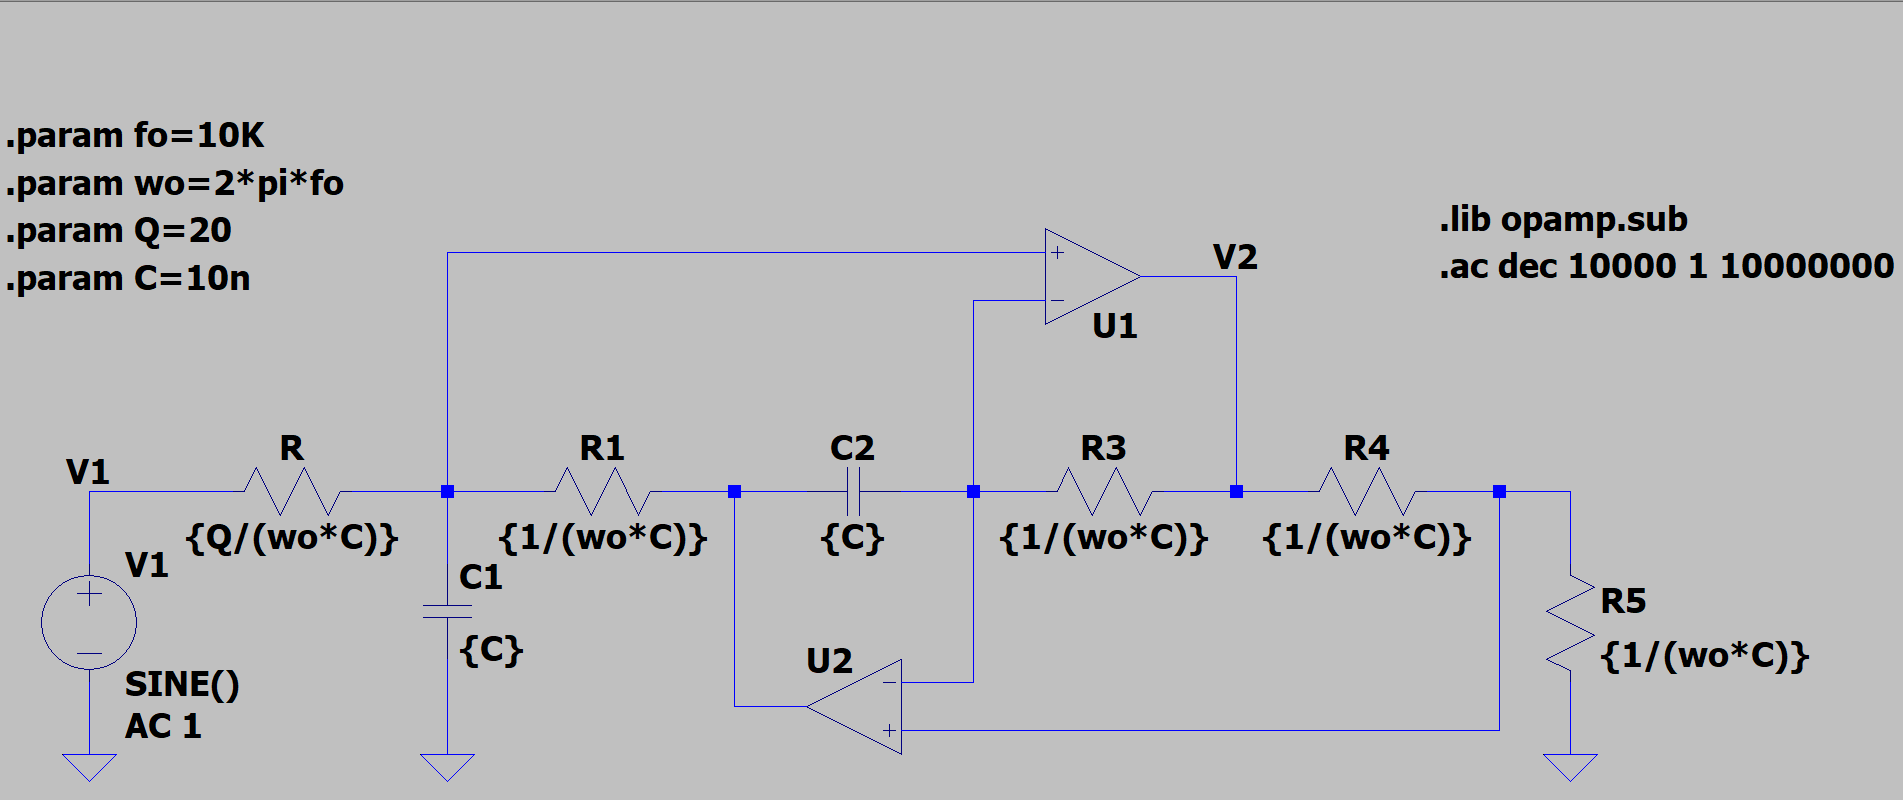 .param fo=10K
.param wo=2*pi*fo
.param Q=20
.param C=10n
.lib opamp.sub
.ac dec 10000 1 10000000
V2
+
−
U1
V1
R
R1
C2
R3
R4
{Q/(wo*C)}
{1/(wo*C)}
{C}
{1/(wo*C)}
{1/(wo*C)}
V1
+
−
SINE()
AC 1
C1
{C}
U2
−
+
R5
{1/(wo*C)}